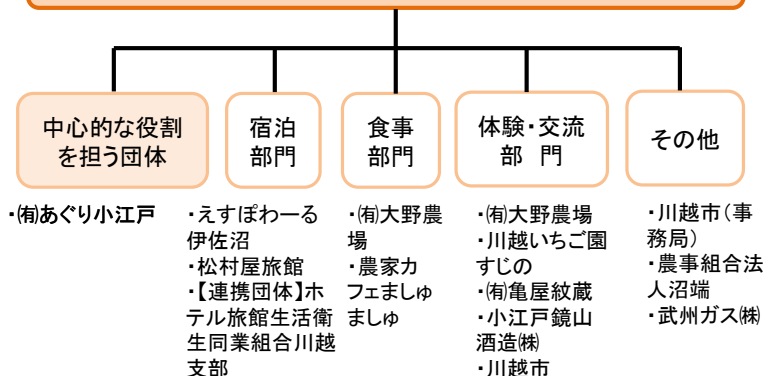 中心的な役割
を担う団体
・㈲あぐり小江戸
宿泊
部門
・えすぽわーる
伊佐沼
・松村屋旅館
・【連携団体】ホ
テル旅館生活衛
生同業組合川越
支部
食事
部門
・㈲大野農
場
・農家カ
フェましゅ
ましゅ
体験・交流
部 門
・㈲大野農場
・川越いちご園
すじの
・㈲亀屋紋蔵
・小江戸鏡山
酒造㈱
・川越市
その他
・川越市(事
務局)
・農事組合法
人沼端
・武州ガス㈱